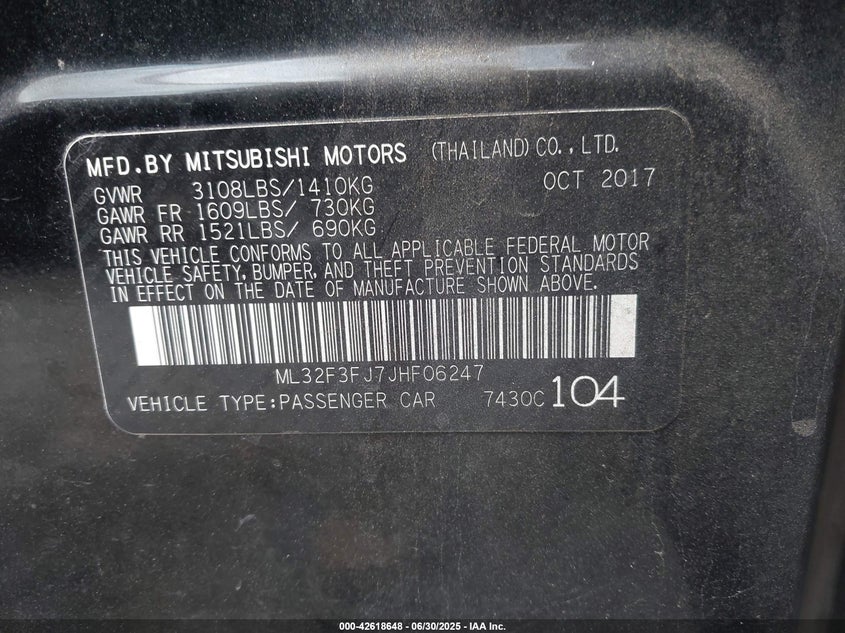 MFD.BY MITSUBISHI MOTORS (THAILAND)CO.,LTD.
GVWR 3108LBS/1410KG OCT 2017
GAWR FR 1609LBS/ 730KG
GAWR RR 1521LBS/ 690KG
THIS VEHICLE CONFORMS TO ALL APPLICABLE FEDERAL MOTOR
VEHICLE SAFETY, BUMPER, AND THEFT PREVENTION STANDARDS
IN EFFECT ON THE DATE OF MANUFACTURE SHOWN ABOVE.
ML32F3FJ7JHF06247
VEHICLE TYPE:PASSENGER CAR 7430C 104
000-42618648 - 06/30/2025 - IAA Inc.